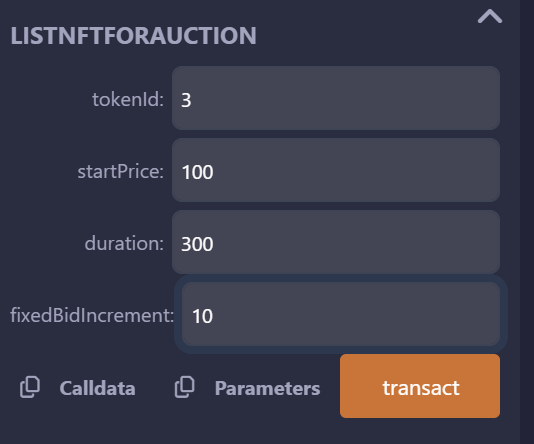 LISTNFTFORAUCTION
tokenId: 3
startPrice: 100
duration: 300
fixedBidIncrement: 10
Calldata Parameters transact